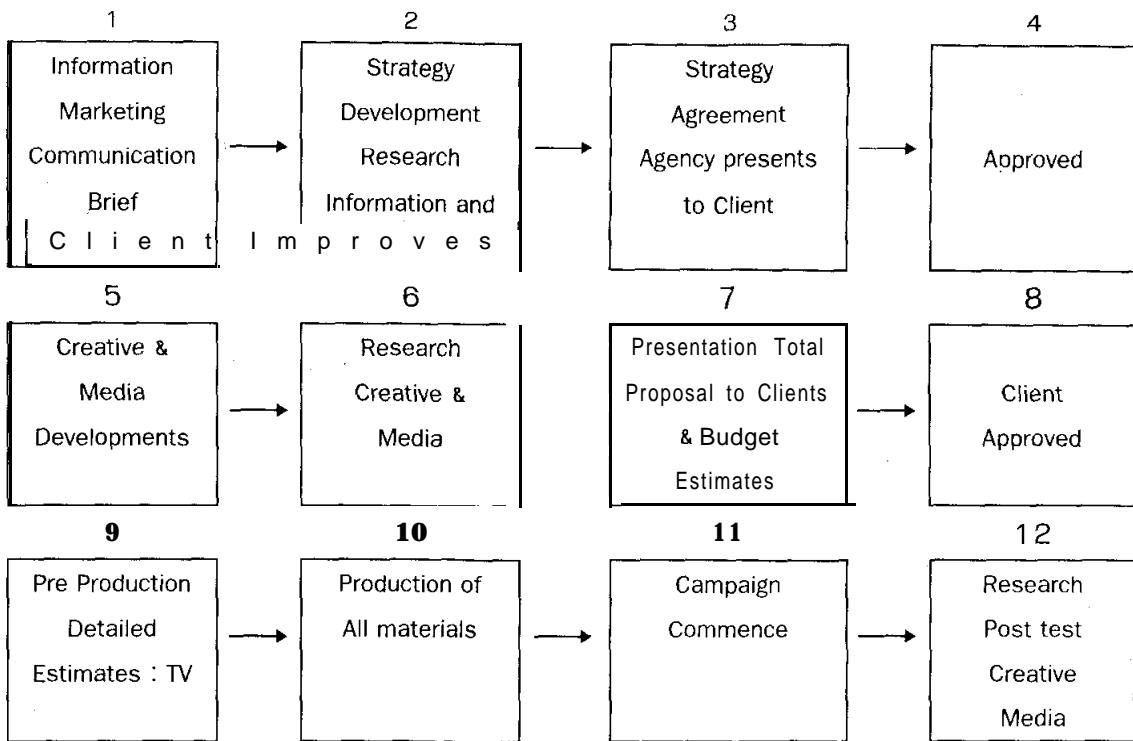 1
Information
Marketing
Communication
Brief
2
Strategy
Development
Research
Information and
Client Improves
3
Strategy
Agreement
Agency presents
to Client
4
Approved
5
Creative &
Media
Developments
6
Research
Creative &
Media
7
Presentation Total
Proposal to Clients
& Budget
Estimates
8
Client
Approved
9
Pre Production
Detailed
Estimates : TV
10
Production of
All materials
11
Campaign
Commence
12
Research
Post test
Creative
Media